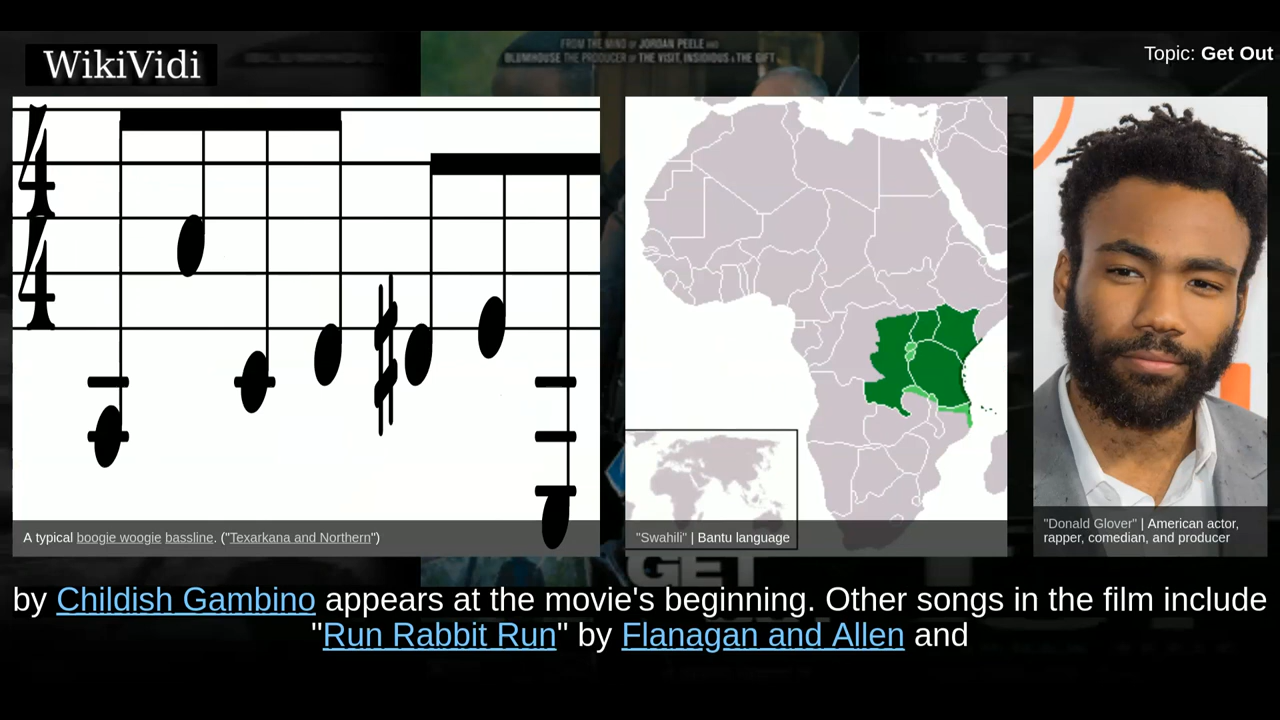 FROM THE MIND OF JORDAN PEELE AND
BLUMHOUSE THE PRODUCER OF THE VISIT, INSIDIOUS & THE GIFT
WikiVidi
Topic: Get Out
4
4
A typical boogie woogie bassline. ("Texarkana and Northern")
"Swahili" | Bantu language
"Donald Glover" | American actor,
rapper, comedian, and producer
GET
by Childish Gambino appears at the movie's beginning. Other songs in the film include
"Run Rabbit Run" by Flanagan and Allen and